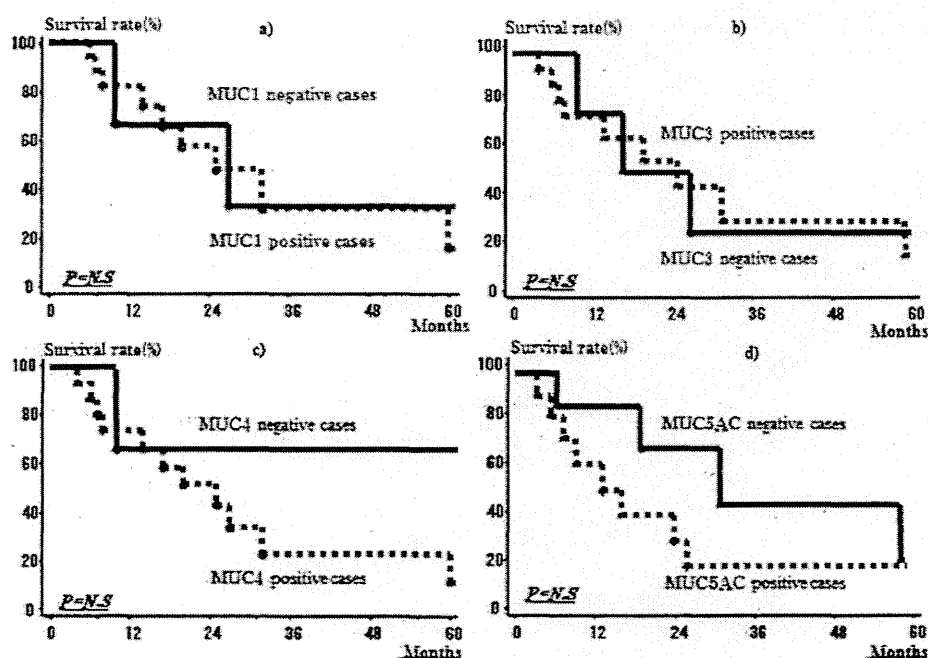 Survival rate(%)
a)
100
80
60
40
20
0
MUC1 negative cases
MUC1 positive cases
P=N.S
0 12 24 36 48 60
Months
Survival rate(%)
b)
100
80
60
40
20
0
MUC3 positive cases
MUC3 negative cases
P=N.S
0 12 24 36 48 60
Months
Survival rate(%)
c)
100
80
60
40
20
0
MUC4 negative cases
MUC4 positive cases
P=N.S
0 12 24 36 48 60
Months
Survival rate(%)
d)
100
80
60
40
20
0
MUC5AC negative cases
MUC5AC positive cases
P=N.S
0 12 24 36 48 60
Months